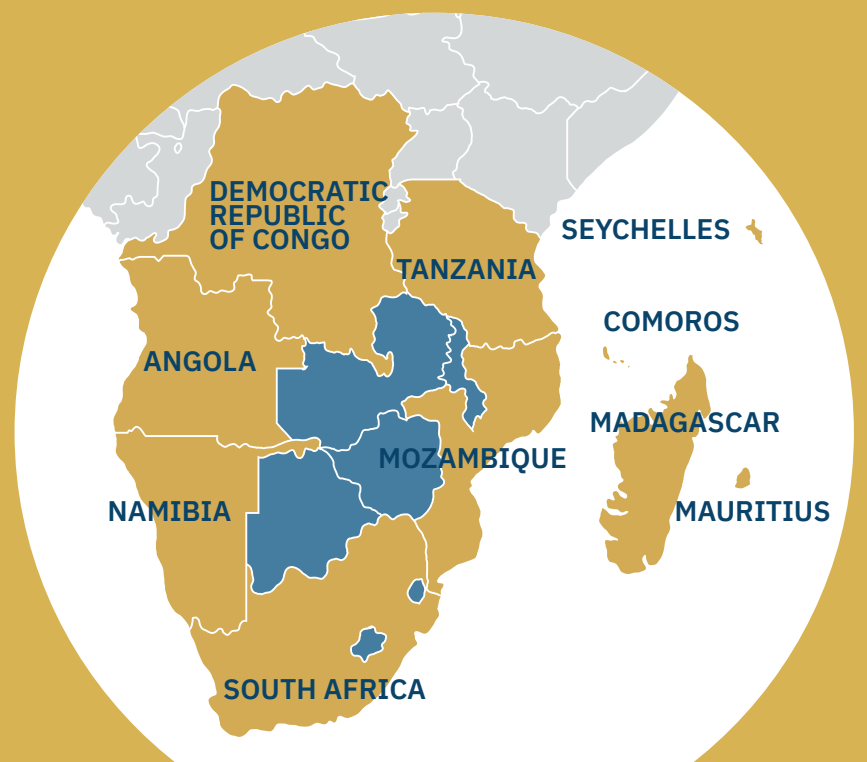 DEMOCRATIC
REPUBLIC
OF CONGO
SEYCHELLES
TANZANIA
COMOROS
ANGOLA
MADAGASCAR
MOZAMBIQUE
NAMIBIA
MAURITIUS
SOUTH AFRICA